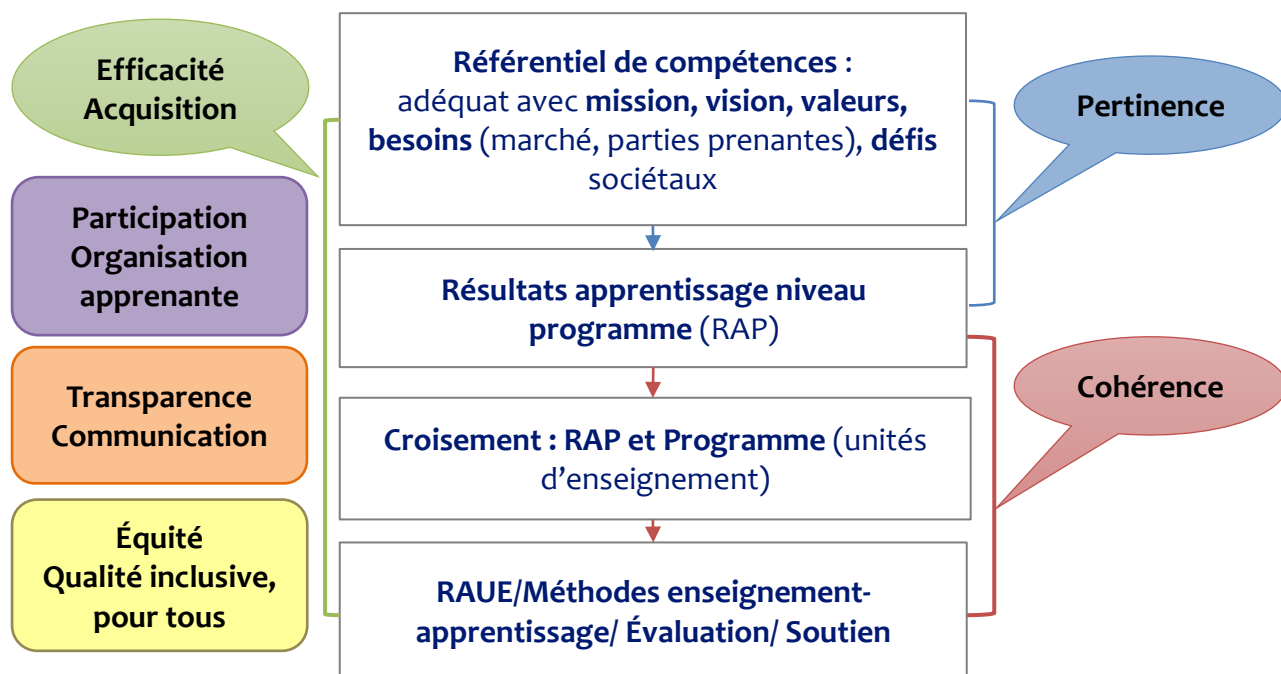 Efficacité
Acquisition
Participation
Organisation
apprenante
Transparence
Communication
Équité
Qualité inclusive,
pour tous
Référentiel de compétences :
adéquat avec mission, vision, valeurs,
besoins (marché, parties prenantes), défis
sociétaux
Résultats apprentissage niveau
programme (RAP)
Croisement : RAP et Programme (unités
d’enseignement)
RAUE/Méthodes enseignement-
apprentissage/ Évaluation/ Soutien
Pertinence
Cohérence